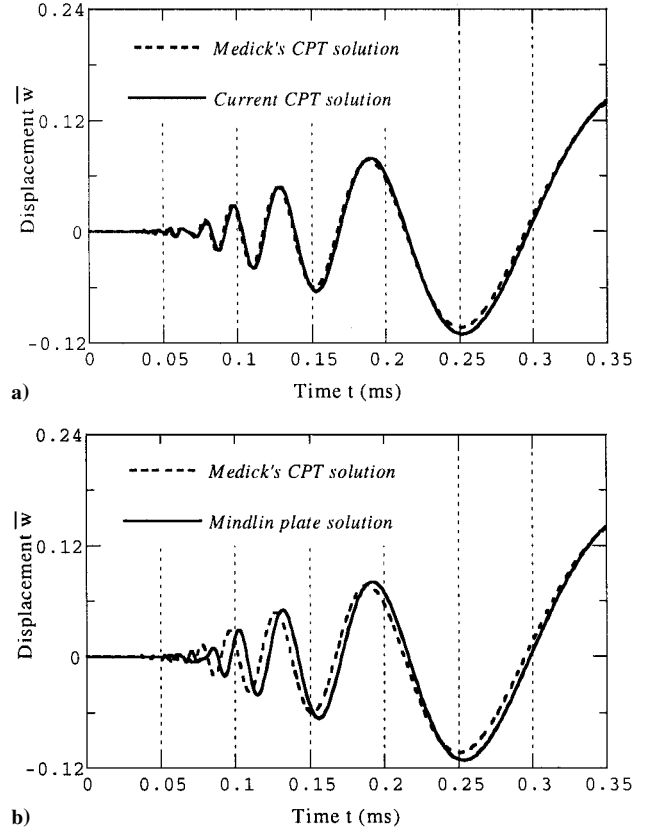 0.24
Medick's CPT solution
Current CPT solution
0.12
Displacement w̅
0
-0.12
0 0.05 0.1 0.15 0.2 0.25 0.3 0.35
Time t (ms)
a)
0.24
Medick's CPT solution
Mindlin plate solution
0.12
Displacement w̅
0
-0.12
0 0.05 0.1 0.15 0.2 0.25 0.3 0.35
Time t (ms)
b)